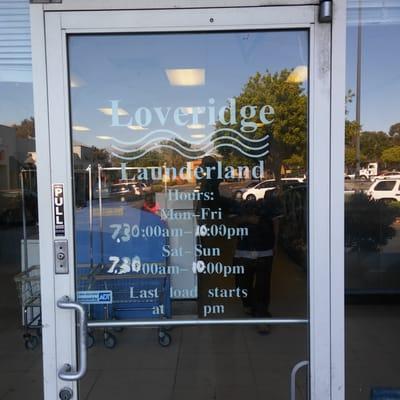 Loveridge
Launderland
Hours:
Mon-Fri
7:30:00am-10:00pm
Sat-Sun
7:30:00am-10:00pm
Last load starts
at pm
PULL
ADT